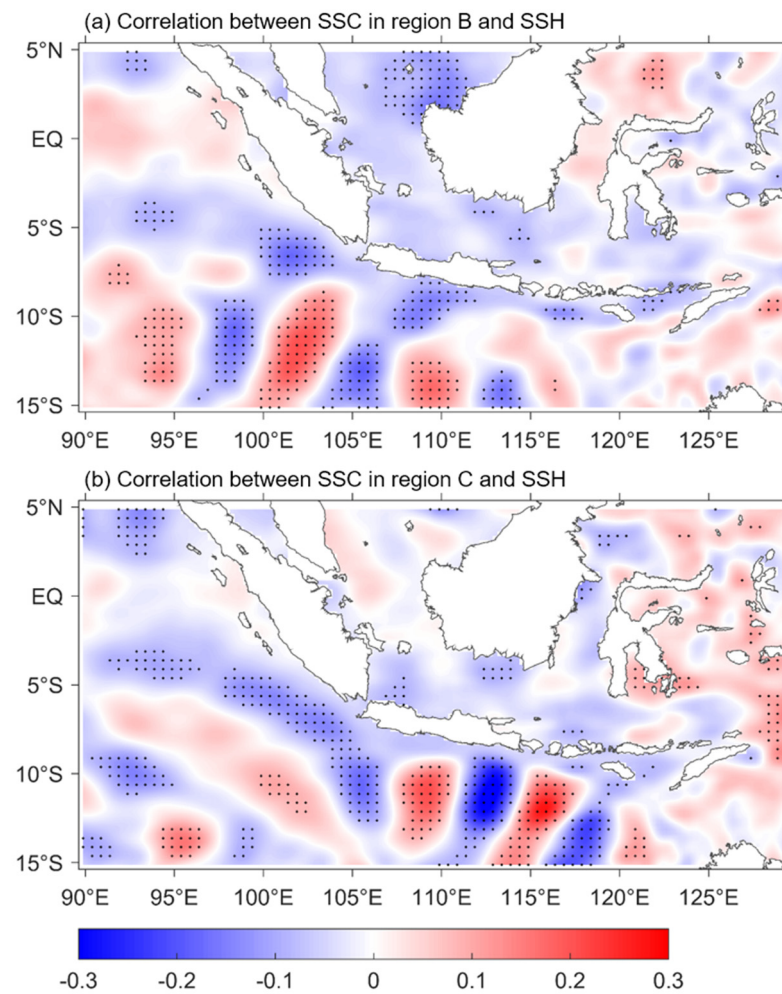 (a) Correlation between SSC in region B and SSH
5°N
EQ
5°S
10°S
15°S
90°E 95°E 100°E 105°E 110°E 115°E 120°E 125°E
(b) Correlation between SSC in region C and SSH
5°N
EQ
5°S
10°S
15°S
90°E 95°E 100°E 105°E 110°E 115°E 120°E 125°E
-0.3 -0.2 -0.1 0 0.1 0.2 0.3